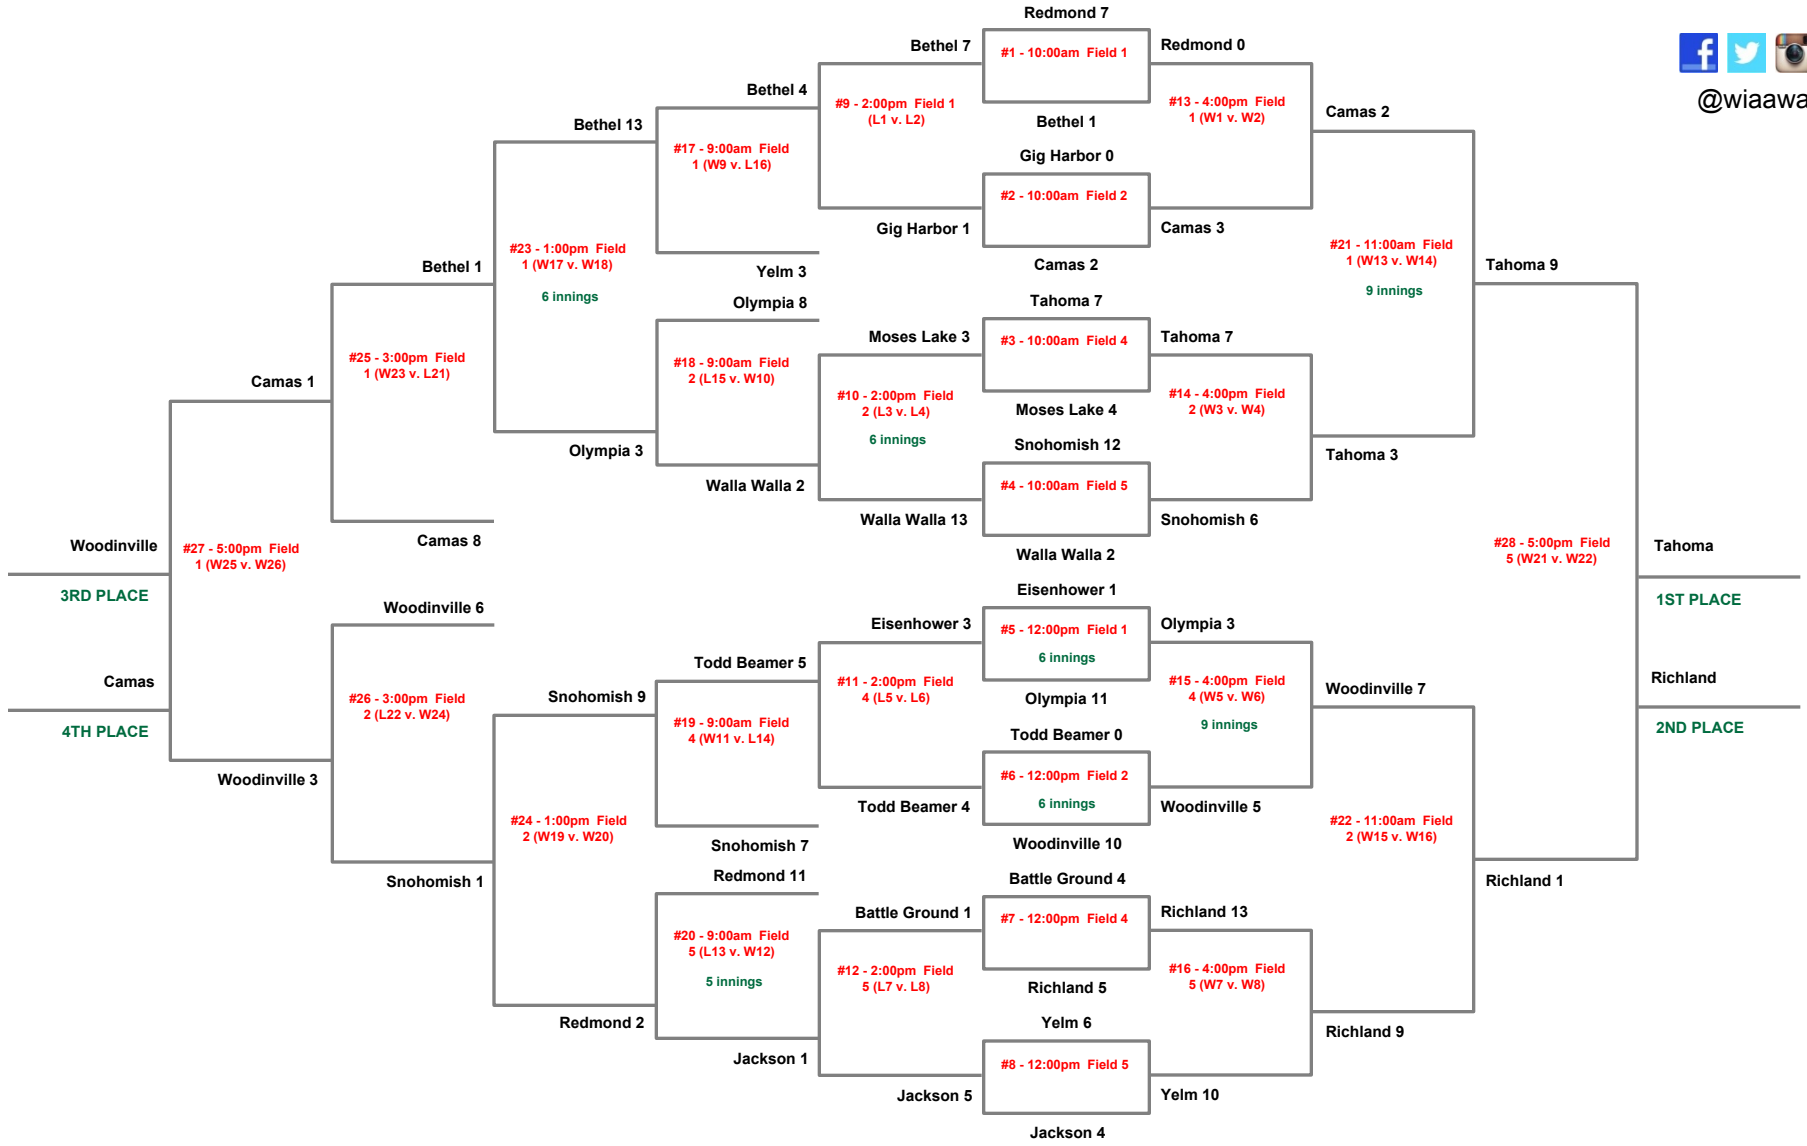 Redmond 7
Bethel 7
#1 - 10:00am  Field 1
Redmond 0
@wiaawa
Bethel 4
#9 - 2:00pm  Field 1
(L1 v. L2)
#13 - 4:00pm  Field
1 (W1 v. W2)
Camas 2
Bethel 13
Bethel 1
#17 - 9:00am  Field
1 (W9 v. L16)
Gig Harbor 0
#2 - 10:00am  Field 2
Gig Harbor 1
Camas 3
#23 - 1:00pm  Field
1 (W17 v. W18)
6 innings
#21 - 11:00am  Field
1 (W13 v. W14)
9 innings
Bethel 1
Yelm 3
Camas 2
Tahoma 9
Olympia 8
Tahoma 7
Moses Lake 3
#3 - 10:00am  Field 4
Tahoma 7
#25 - 3:00pm  Field
1 (W23 v. L21)
#18 - 9:00am  Field
2 (L15 v. W10)
Camas 1
#10 - 2:00pm  Field
2 (L3 v. L4)
6 innings
#14 - 4:00pm  Field
2 (W3 v. W4)
Moses Lake 4
Snohomish 12
Olympia 3
Tahoma 3
Walla Walla 2
#4 - 10:00am  Field 5
Walla Walla 13
Snohomish 6
Camas 8
Woodinville
#27 - 5:00pm  Field
1 (W25 v. W26)
Walla Walla 2
#28 - 5:00pm  Field
5 (W21 v. W22)
Tahoma
3RD PLACE
1ST PLACE
Woodinville 6
Eisenhower 1
Eisenhower 3
#5 - 12:00pm  Field 1
6 innings
Olympia 3
Todd Beamer 5
Camas
#11 - 2:00pm  Field
4 (L5 v. L6)
#15 - 4:00pm  Field
4 (W5 v. W6)
9 innings
Richland
Snohomish 9
#26 - 3:00pm  Field
2 (L22 v. W24)
Olympia 11
Woodinville 7
4TH PLACE
#19 - 9:00am  Field
4 (W11 v. L14)
Todd Beamer 0
2ND PLACE
Woodinville 3
#6 - 12:00pm  Field 2
6 innings
Todd Beamer 4
Woodinville 5
#24 - 1:00pm  Field
2 (W19 v. W20)
#22 - 11:00am  Field
2 (W15 v. W16)
Snohomish 7
Woodinville 10
Redmond 11
Snohomish 1
Battle Ground 4
Richland 1
Battle Ground 1
#7 - 12:00pm  Field 4
Richland 13
#20 - 9:00am  Field
5 (L13 v. W12)
5 innings
#12 - 2:00pm  Field
5 (L7 v. L8)
#16 - 4:00pm  Field
5 (W7 v. W8)
Richland 5
Redmond 2
Yelm 6
Richland 9
Jackson 1
#8 - 12:00pm  Field 5
Jackson 5
Yelm 10
Jackson 4